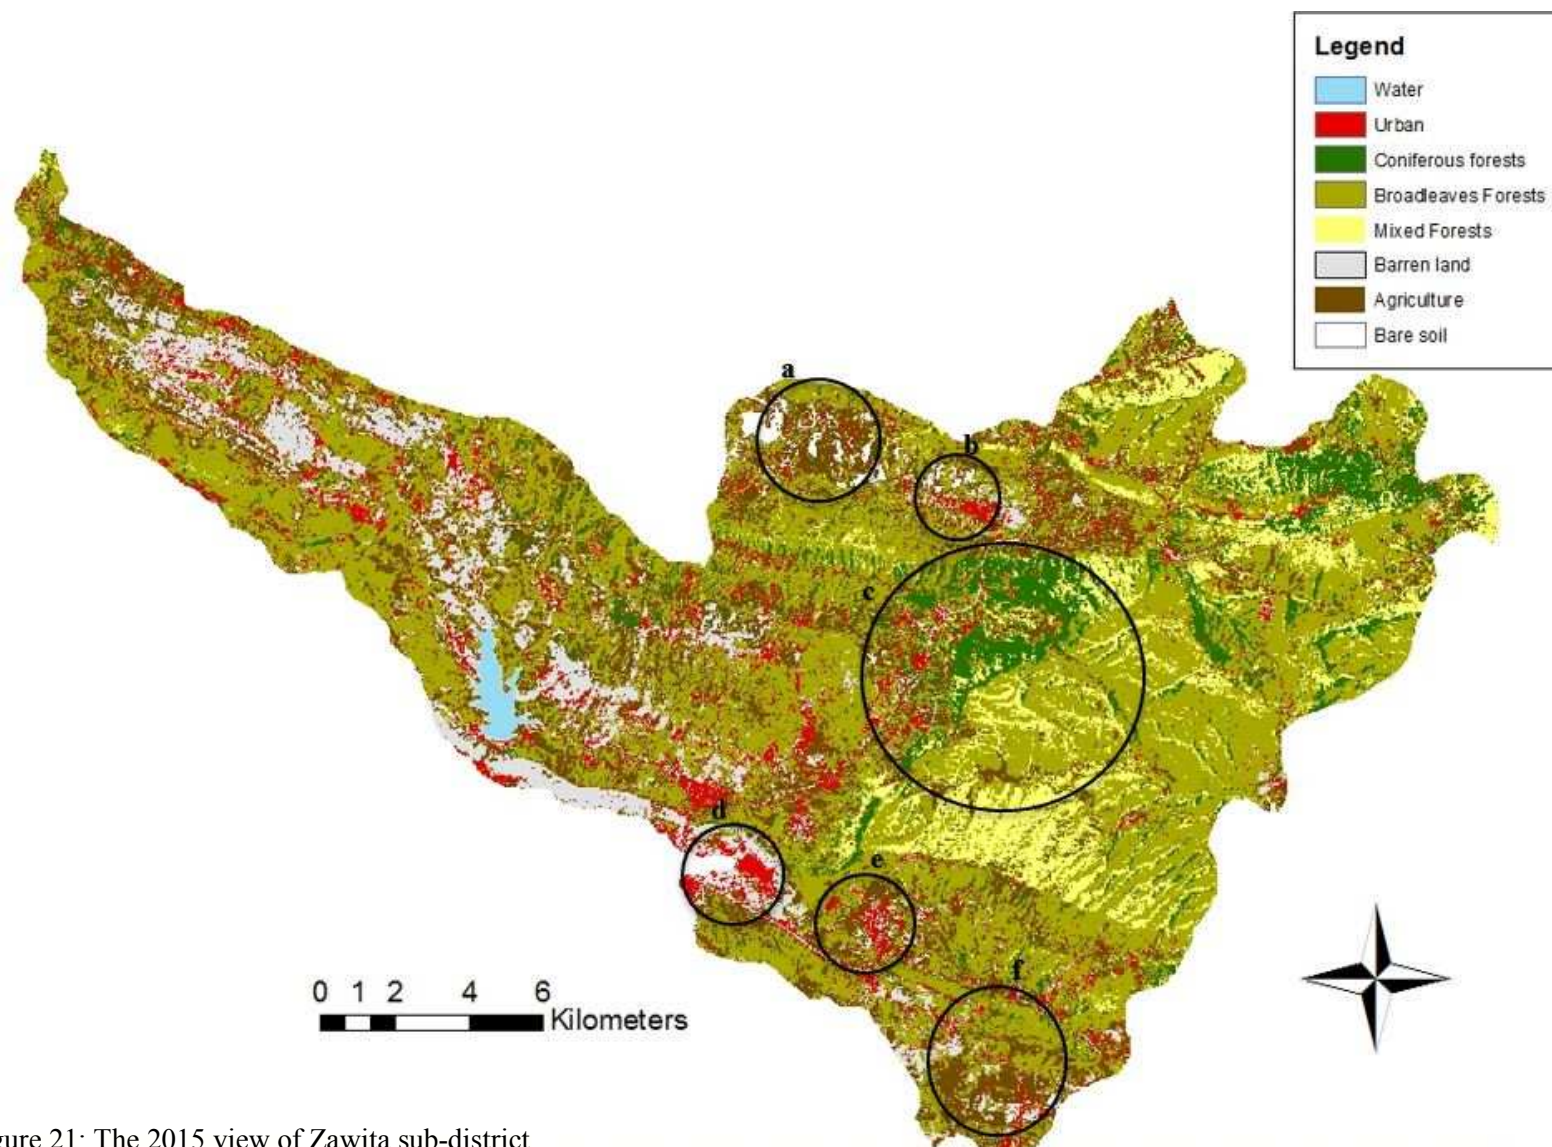 Legend
Water
Urban
Coniferous forests
Broadleaves Forests
Mixed Forests
Barren land
Agriculture
Bare soil
a
b
c
d
e
f
0 1 2 4 6
Kilometers
gure 21: The 2015 view of Zawita sub-district